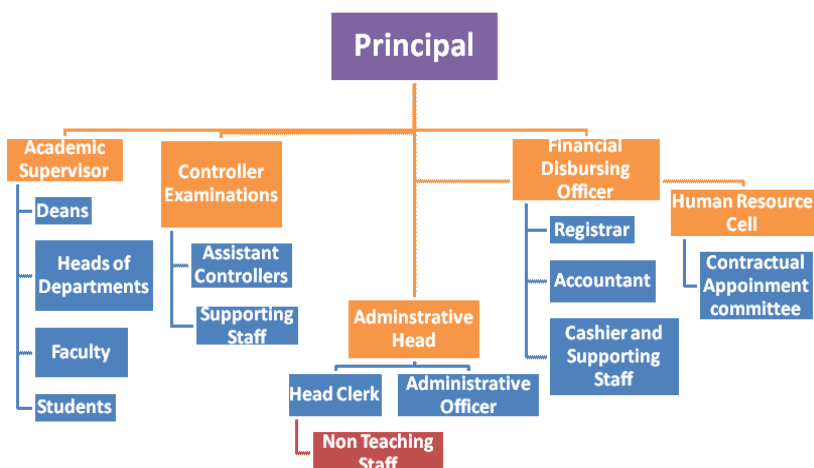 Principal
Academic
Supervisor
Deans
Heads of
Departments
Faculty
Students
Controller
Examinations
Assistant
Controllers
Supporting
Staff
Adminstrative
Head
Head Clerk
Administrative
Officer
Non Teaching
Staff
Financial
Disbursing
Officer
Registrar
Accountant
Cashier and
Supporting
Staff
Human Resource
Cell
Contractual
Appoinment
committee